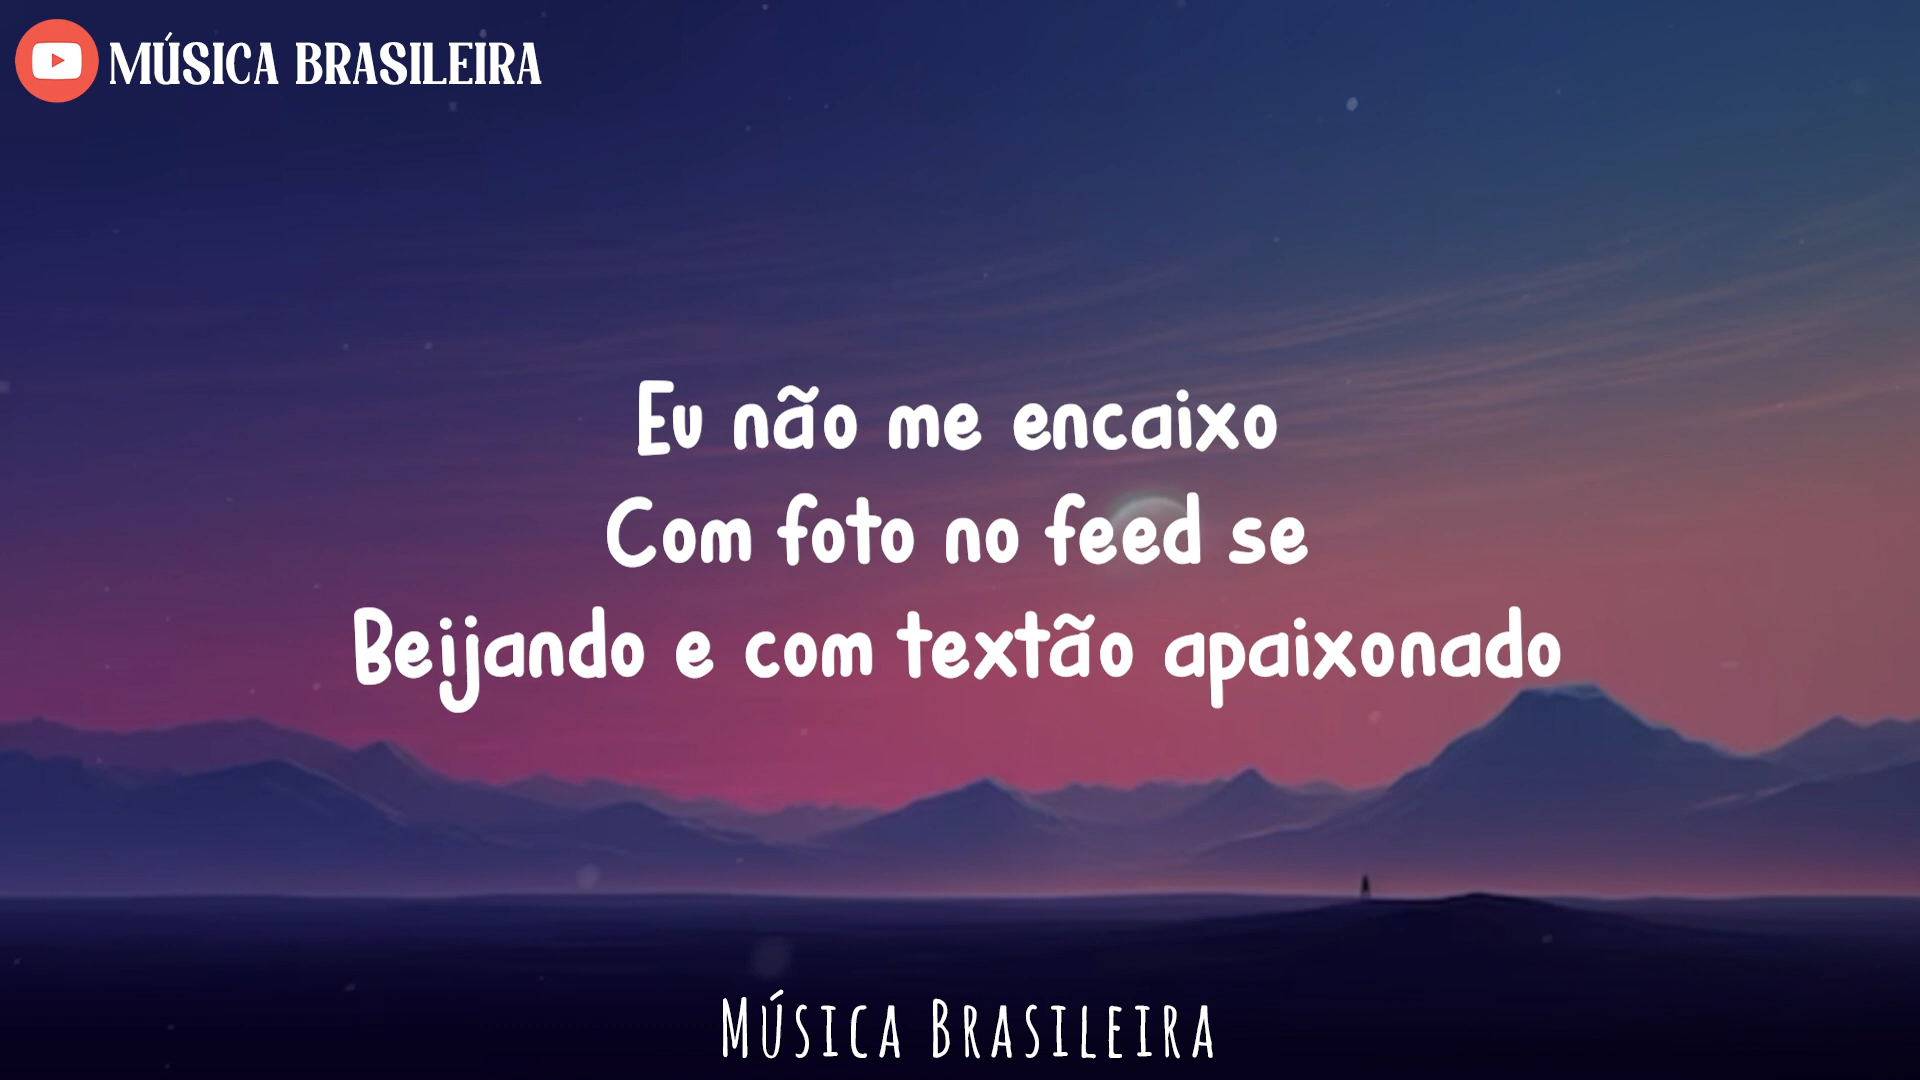 MÚSICA BRASILEIRA
Eu não me encaixo
Com foto no feed se
Beijando e com textão apaixonado
MÚSICA BRASILEIRA